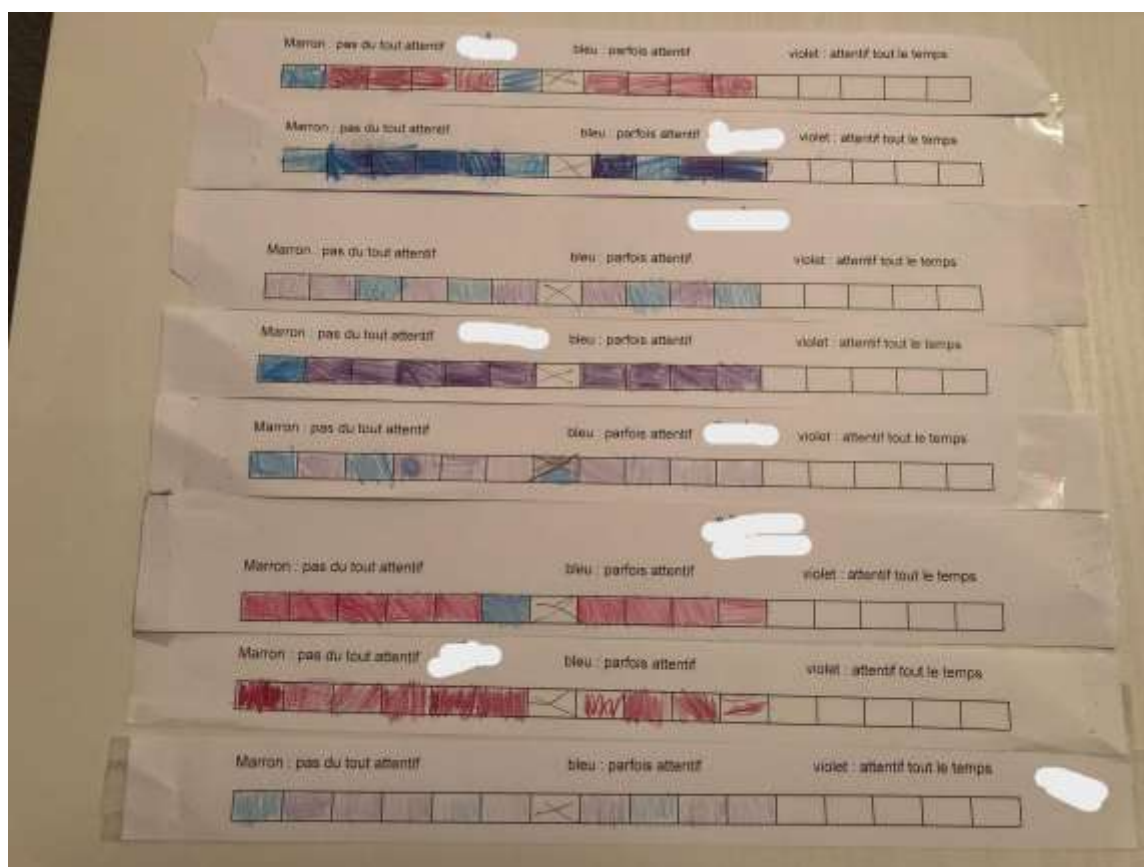 Marron : pas du tout attentif bleu : parfois attentif violet : attentif tout le temps
Marron : pas du tout attentif bleu : parfois attentif violet : attentif tout le temps
Marron : pas du tout attentif bleu : parfois attentif violet : attentif tout le temps
Marron : pas du tout attentif bleu : parfois attentif violet : attentif tout le temps
Marron : pas du tout attentif bleu : parfois attentif violet : attentif tout le temps
Marron : pas du tout attentif bleu : parfois attentif violet : attentif tout le temps
Marron : pas du tout attentif bleu : parfois attentif violet : attentif tout le temps
Marron : pas du tout attentif bleu : parfois attentif violet : attentif tout le temps